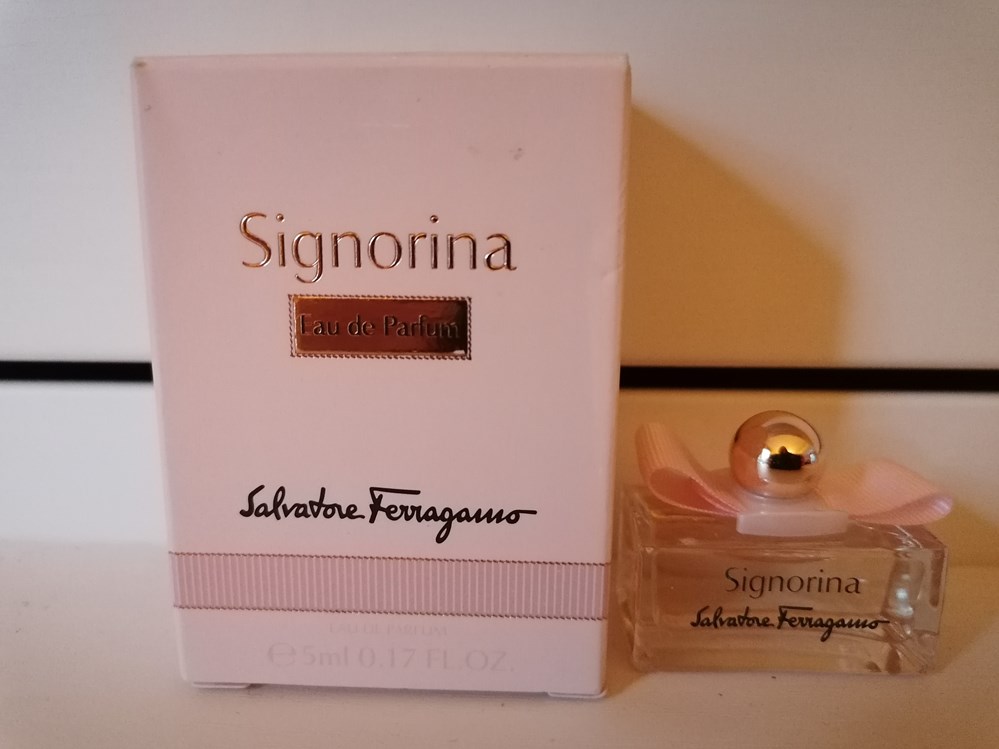 Signorina
Eau de Parfum
Salvatore Ferragamo
EAU DE PARFUM
℮5ml 0.17 FL.OZ.
Signorina
Salvatore Ferragamo